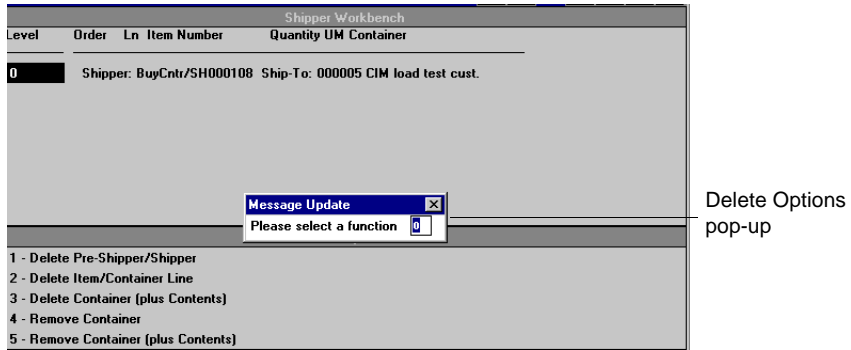 Shipper Workbench
Level Order Ln Item Number Quantity UM Container
0 Shipper: BuyCntr/SH000108 Ship-To: 000005 CIM load test cust.
Message Update
Please select a function 0
Delete Options
pop-up
1 - Delete Pre-Shipper/Shipper
2 - Delete Item/Container Line
3 - Delete Container (plus Contents)
4 - Remove Container
5 - Remove Container (plus Contents)